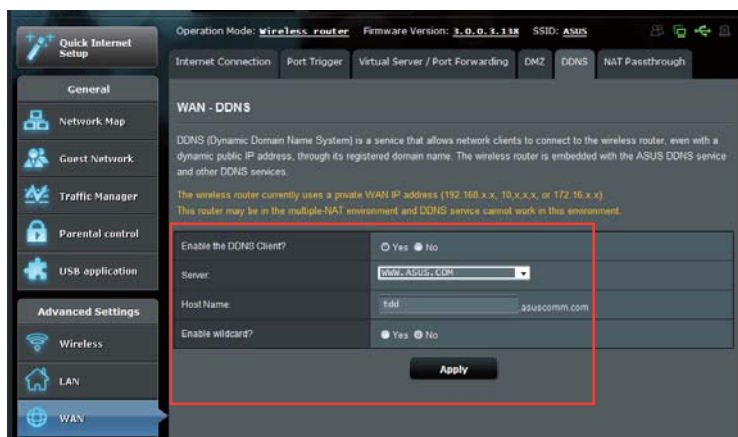 Quick Internet
Setup
Operation Mode: Wireless router Firmware Version: 3.0.0.3.138 SSID: ASUS
Internet Connection Port Trigger Virtual Server / Port Forwarding DMZ DDNS NAT Passthrough
General
Network Map
Guest Network
Traffic Manager
Parental control
USB application
Advanced Settings
Wireless
LAN
WAN
WAN - DDNS
DDNS (Dynamic Domain Name System) is a service that allows network clients to connect to the wireless router, even with a
dynamic public IP address, through its registered domain name. The wireless router is embedded with the ASUS DDNS service
and other DDNS services.
The wireless router currently uses a private WAN IP address (192.168.x.x, 10,x,x,x, or 172.16.x.x)
This router may be in the multiple-NAT environment and DDNS service cannot work in this environment.
Enable the DDNS Client? Yes No
Server: WWW.ASUS.COM
Host Name: tdd asuscomm.com
Enable wildcard? Yes No
Apply